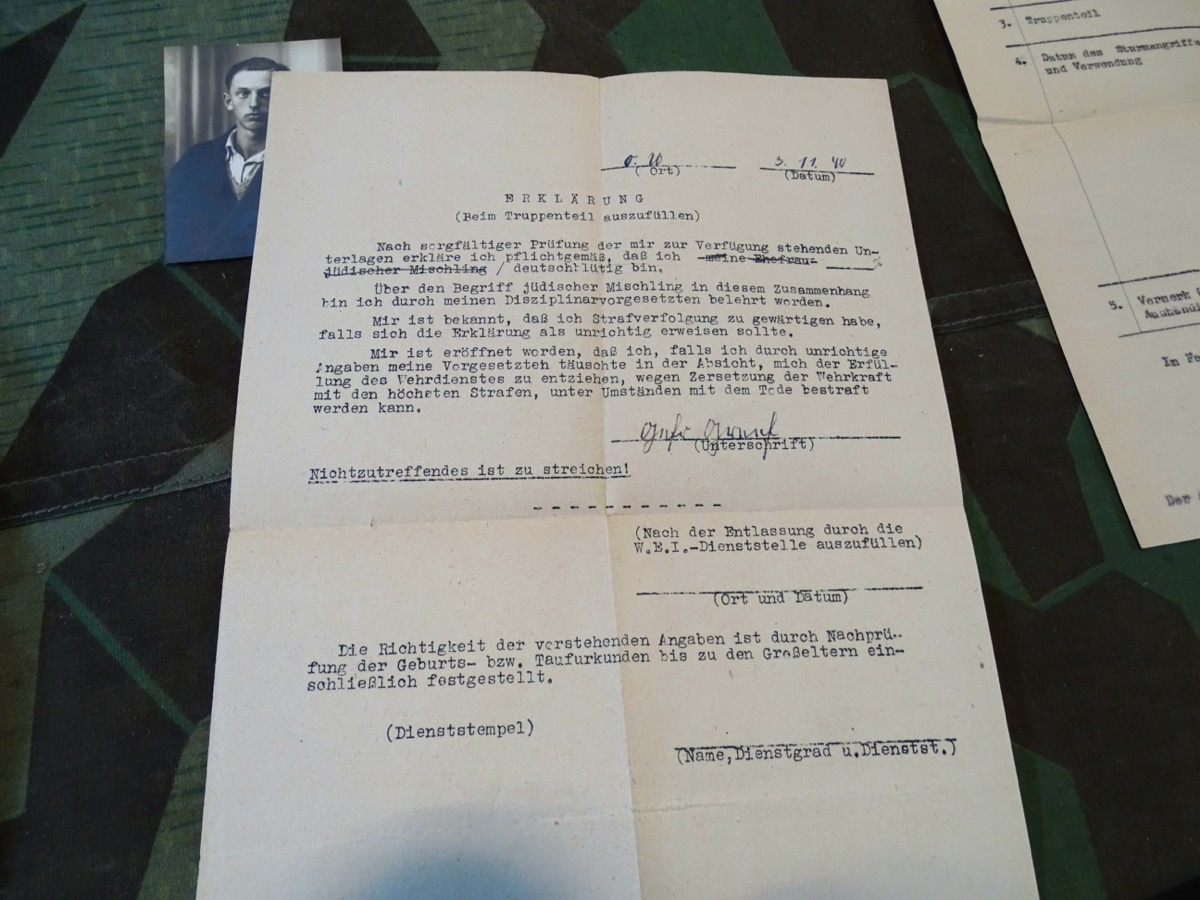 o. U 3. 11. 40
(Ort) (Datum)
ERKLÄRUNG
(Beim Truppenteil auszufüllen)
Nach sorgfältiger Prüfung der mir zur Verfügung stehenden Un-
terlagen erkläre ich pflichtgemäß, daß ich meine Ehefrau
jüdischer Mischling / deutschblütig bin.
Über den Begriff jüdischer Mischling in diesem Zusammenhang
bin ich durch meinen Disziplinarvorgesetzten belehrt worden.
Mir ist bekannt, daß ich Strafverfolgung zu gewärtigen habe,
falls sich die Erklärung als unrichtig erweisen sollte.
Mir ist eröffnet worden, daß ich, falls ich durch unrichtige
Angaben meine Vorgesetzteh täuschte in der Absicht, mich der Erfül-
lung des Wehrdienstes zu entziehen, wegen Zersetzung der Wehrkraft
mit den höchsten Strafen, unter Umständen mit dem Tode bestraft
werden kann.
(Unterschrift)
Nichtzutreffendes ist zu streichen!
(Nach der Entlassung durch die
W.E.I.-Dienststelle auszufüllen)
(Ort und Datum)
Die Richtigkeit der vorstehenden Angaben ist durch Nachprü-
fung der Geburts- bzw. Taufurkunden bis zu den Großeltern ein-
schließlich festgestellt.
(Dienststempel)
(Name,Dienstgrad u.Dienstst.)
3. Truppenteil
4. Datum des Sturmangriffs
und Verwendung
5. Vermerk
Der